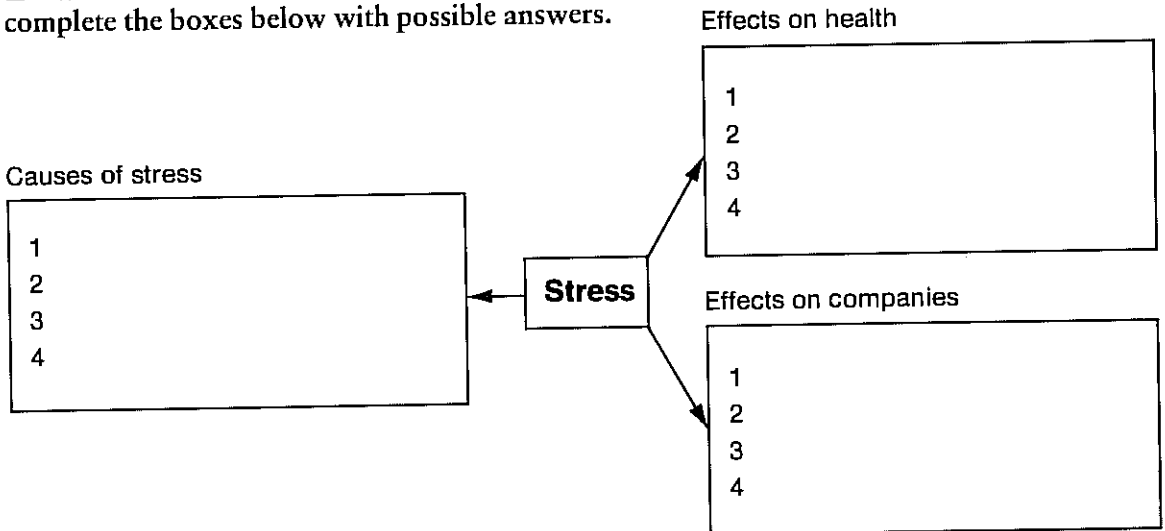 complete the boxes below with possible answers.
Effects on health
1
2
3
4
Causes of stress
1
2
3
4
Stress
Effects on companies
1
2
3
4